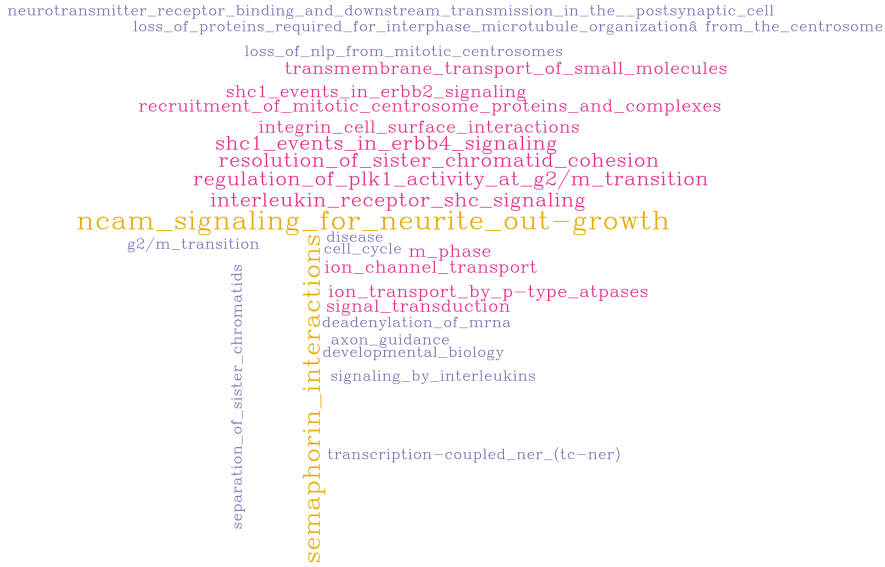 neurotransmitter_receptor_binding_and_downstream_transmission_in_the__postsynaptic_cell
loss_of_proteins_required_for_interphase_microtubule_organizationâ from_the_centrosome
loss_of_nlp_from_mitotic_centrosomes
transmembrane_transport_of_small_molecules
shc1_events_in_erbb2_signaling
recruitment_of_mitotic_centrosome_proteins_and_complexes
integrin_cell_surface_interactions
shc1_events_in_erbb4_signaling
resolution_of_sister_chromatid_cohesion
regulation_of_plk1_activity_at_g2/m_transition
interleukin_receptor_shc_signaling
ncam_signaling_for_neurite_out-growth
disease
g2/m_transition
cell_cycle
m_phase
ion_channel_transport
ion_transport_by_p-type_atpases
signal_transduction
deadenylation_of_mrna
axon_guidance
developmental_biology
signaling_by_interleukins
transcription-coupled_ner_(tc-ner)
separation_of_sister_chromatids
semaphorin_interactions